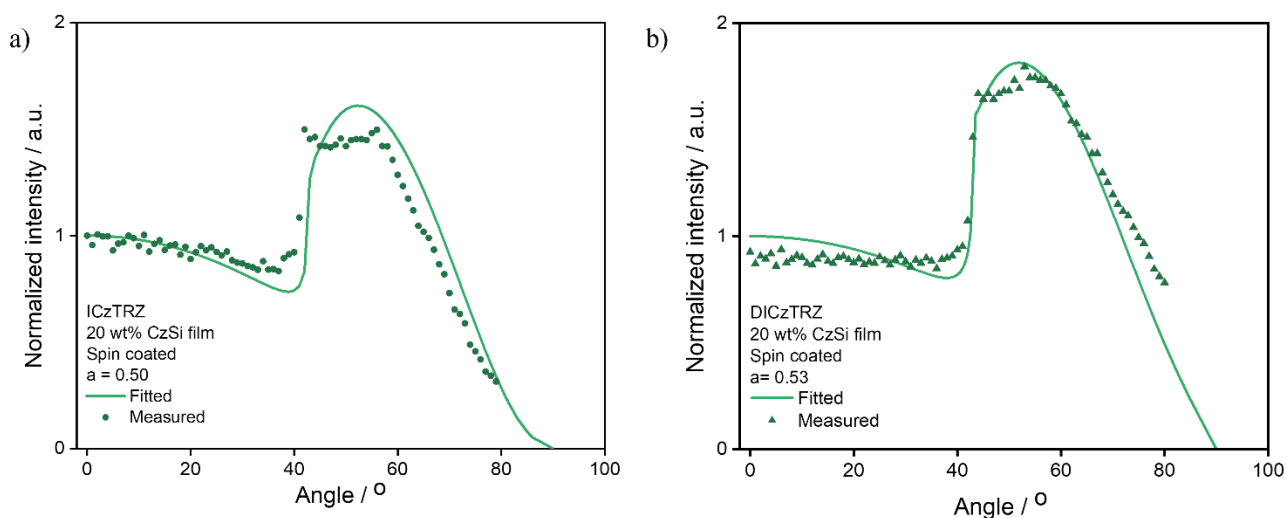 a)
2
1
0
0
20
40
60
80
100
Normalized intensity / a.u.
Angle / °
ICzTRZ
20 wt% CzSi film
Spin coated
a = 0.50
Fitted
Measured
b)
2
1
0
0
20
40
60
80
100
Normalized intensity / a.u.
Angle / °
DICzTRZ
20 wt% CzSi film
Spin coated
a= 0.53
Fitted
Measured